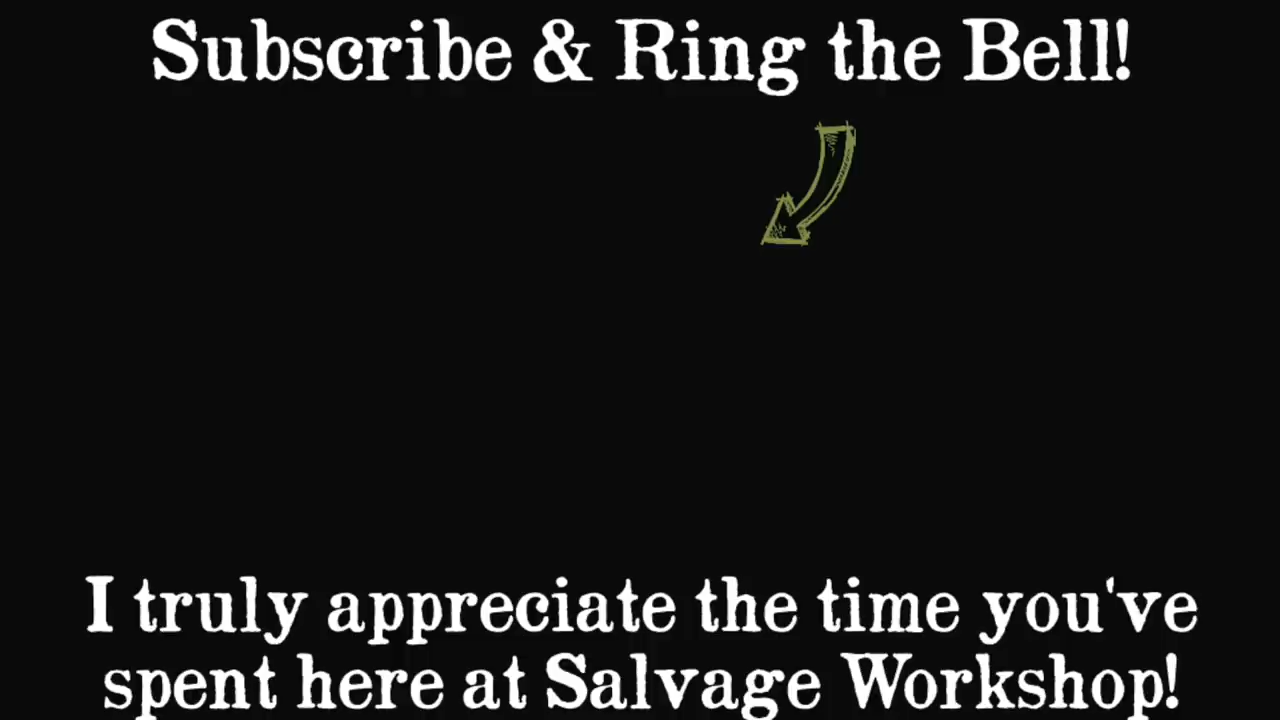 Subscribe & Ring the Bell!
I truly appreciate the time you've
spent here at Salvage Workshop!